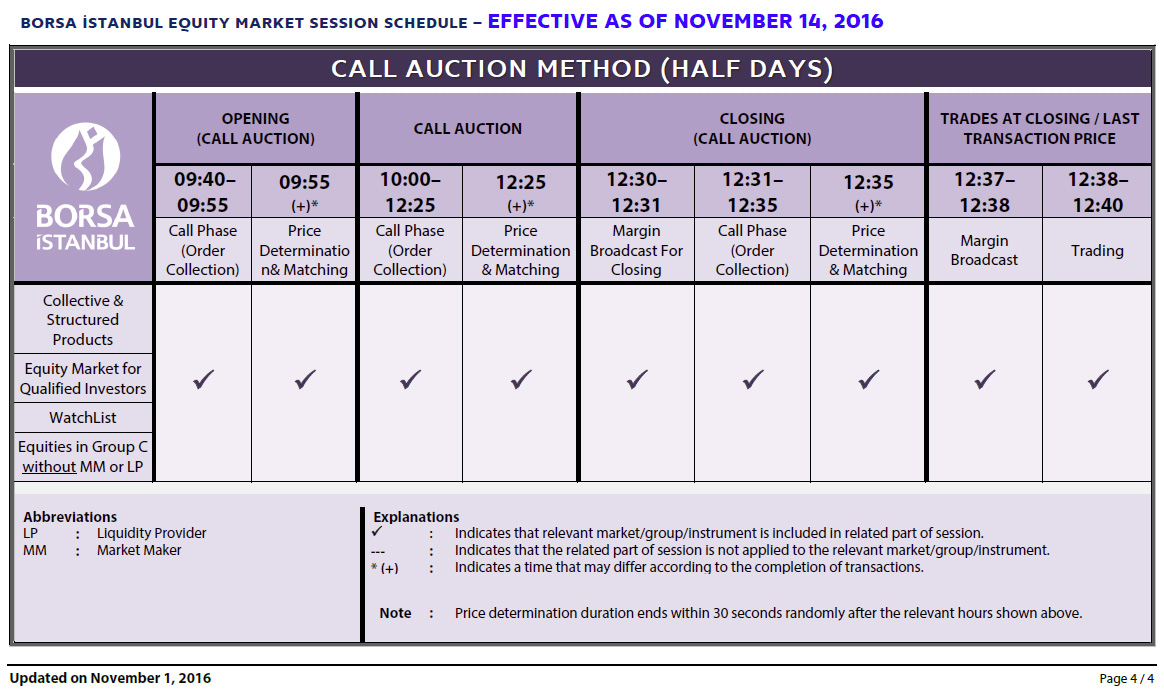 BORSA İSTANBUL EQUITY MARKET SESSION SCHEDULE – EFFECTIVE AS OF NOVEMBER 14, 2016
CALL AUCTION METHOD (HALF DAYS)
BORSA
İSTANBUL
OPENING
(CALL AUCTION)
CALL AUCTION
CLOSING
(CALL AUCTION)
TRADES AT CLOSING / LAST
TRANSACTION PRICE
09:40–
09:55
09:55
(+)*
10:00–
12:25
12:25
(+)*
12:30–
12:31
12:31–
12:35
12:35
(+)*
12:37–
12:38
12:38–
12:40
Call Phase
(Order
Collection)
Price
Determinatio
n& Matching
Call Phase
(Order
Collection)
Price
Determination
& Matching
Margin
Broadcast For
Closing
Call Phase
(Order
Collection)
Price
Determination
& Matching
Margin
Broadcast
Trading
Collective &
Structured
Products
Equity Market for
Qualified Investors
WatchList
Equities in Group C
without MM or LP
✓ ✓ ✓ ✓ ✓ ✓ ✓ ✓ ✓
Abbreviations
LP : Liquidity Provider
MM : Market Maker
Explanations
✓ : Indicates that relevant market/group/instrument is included in related part of session.
--- : Indicates that the related part of session is not applied to the relevant market/group/instrument.
* (+) : Indicates a time that may differ according to the completion of transactions.
Note : Price determination duration ends within 30 seconds randomly after the relevant hours shown above.
Updated on November 1, 2016
Page 4 / 4